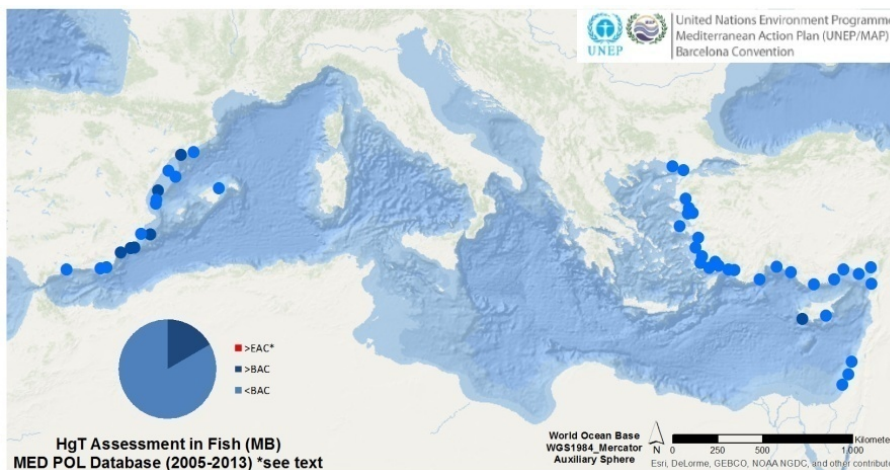 UNEP
United Nations Environment Programme
Mediterranean Action Plan (UNEP/MAP)
Barcelona Convention
>EAC*
>BAC
<BAC
HgT Assessment in Fish (MB)
MED POL Database (2005-2013) *see text
World Ocean Base
WGS1984_Mercator
Auxiliary Sphere
N
Kilomete
0 250 500 1 000
Esri, DeLorme, GEBCO, NOAA NGDC, and other contribut